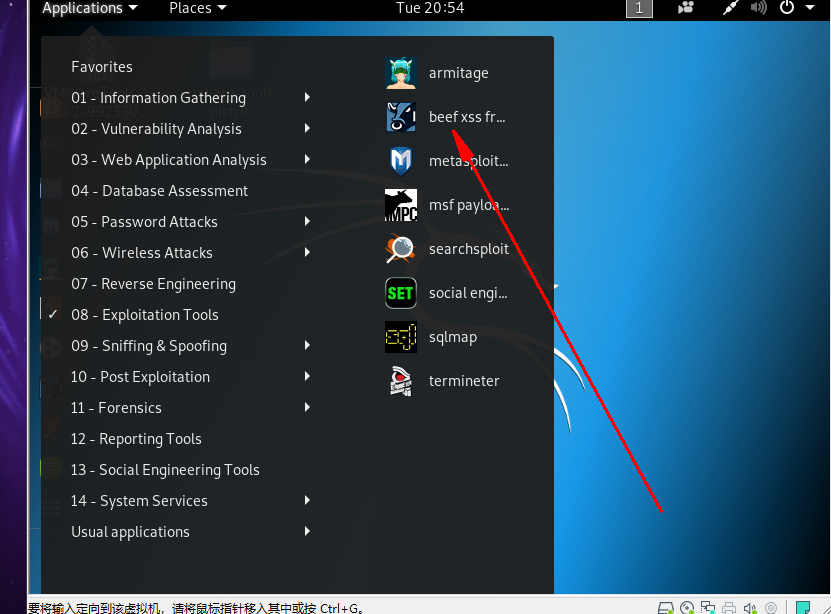 Applications Places Tue 20:54 1
Favorites
01 - Information Gathering
02 - Vulnerability Analysis
03 - Web Application Analysis
04 - Database Assessment
05 - Password Attacks
06 - Wireless Attacks
07 - Reverse Engineering
08 - Exploitation Tools
09 - Sniffing & Spoofing
10 - Post Exploitation
11 - Forensics
12 - Reporting Tools
13 - Social Engineering Tools
14 - System Services
Usual applications
armitage
beef xss fr...
metasploit...
MPC
msf payloa...
searchsploit
SET
social engi...
sql
sqlmap
termineter
要将输入定向到该虚拟机，请将鼠标指针移入其中或按 Ctrl+G。